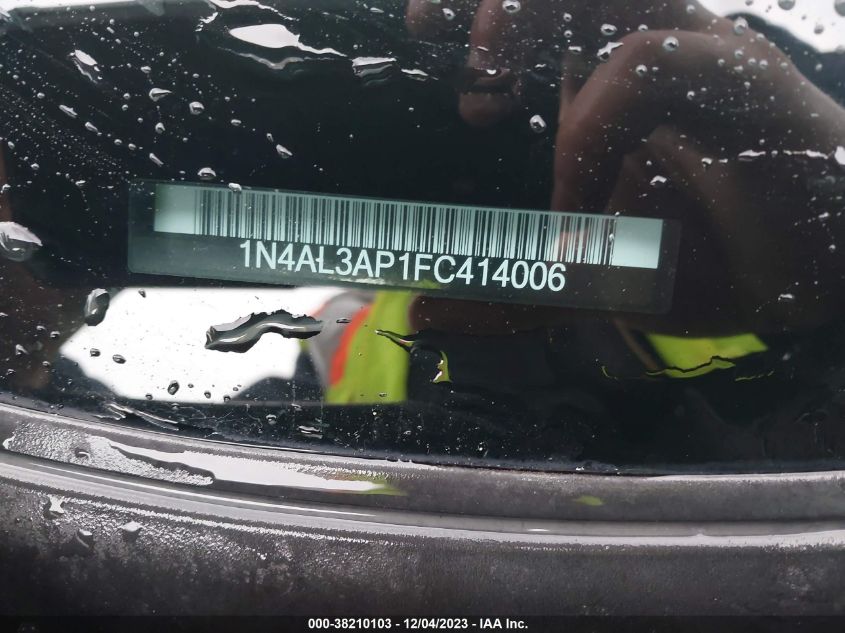 1N4AL3AP1FC414006
000-38210103 - 12/04/2023 - IAA Inc.